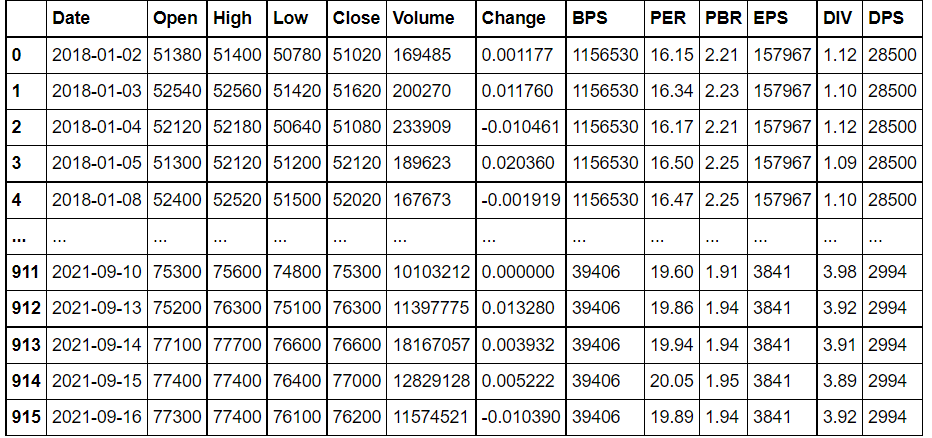 Date Open High Low Close Volume Change BPS PER PBR EPS DIV DPS
0 2018-01-02 51380 51400 50780 51020 169485 0.001177 1156530 16.15 2.21 157967 1.12 28500
1 2018-01-03 52540 52560 51420 51620 200270 0.011760 1156530 16.34 2.23 157967 1.10 28500
2 2018-01-04 52120 52180 50640 51080 233909 -0.010461 1156530 16.17 2.21 157967 1.12 28500
3 2018-01-05 51300 52120 51200 52120 189623 0.020360 1156530 16.50 2.25 157967 1.09 28500
4 2018-01-08 52400 52520 51500 52020 167673 -0.001919 1156530 16.47 2.25 157967 1.10 28500
... ... ... ... ... ... ... ... ... ... ... ... ... ...
911 2021-09-10 75300 75600 74800 75300 10103212 0.000000 39406 19.60 1.91 3841 3.98 2994
912 2021-09-13 75200 76300 75100 76300 11397775 0.013280 39406 19.86 1.94 3841 3.92 2994
913 2021-09-14 77100 77700 76600 76600 18167057 0.003932 39406 19.94 1.94 3841 3.91 2994
914 2021-09-15 77400 77400 76400 77000 12829128 0.005222 39406 20.05 1.95 3841 3.89 2994
915 2021-09-16 77300 77400 76100 76200 11574521 -0.010390 39406 19.89 1.94 3841 3.92 2994